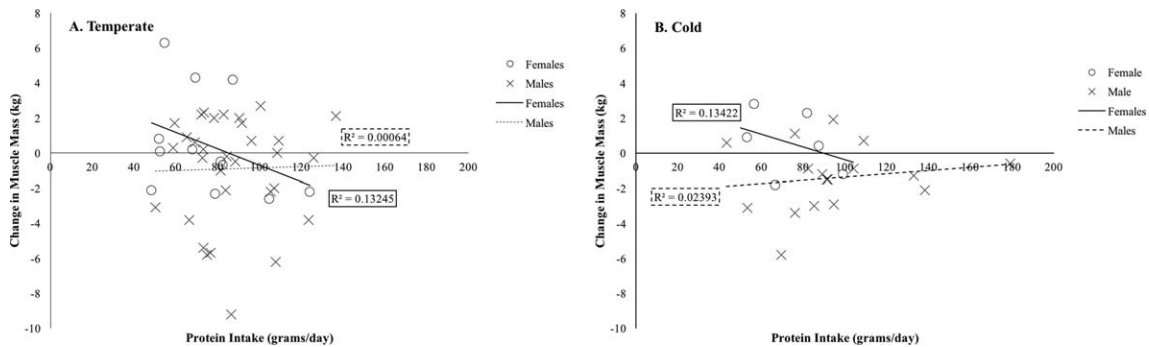 A. Temperate
8
6
4
2
0
-2
-4
-6
-8
-10
Change in Muscle Mass (kg)
0 20 40 60 80 100 120 140 160 180 200
Protein Intake (grams/day)
R² = 0.00064
R² = 0.13245
Females
Males
Females
Males
B. Cold
8
6
4
2
0
-2
-4
-6
-8
-10
Change in Muscle Mass (kg)
0 20 40 60 80 100 120 140 160 180 200
Protein Intake (grams/day)
R² = 0.13422
R² = 0.02393
Female
Male
Females
Males